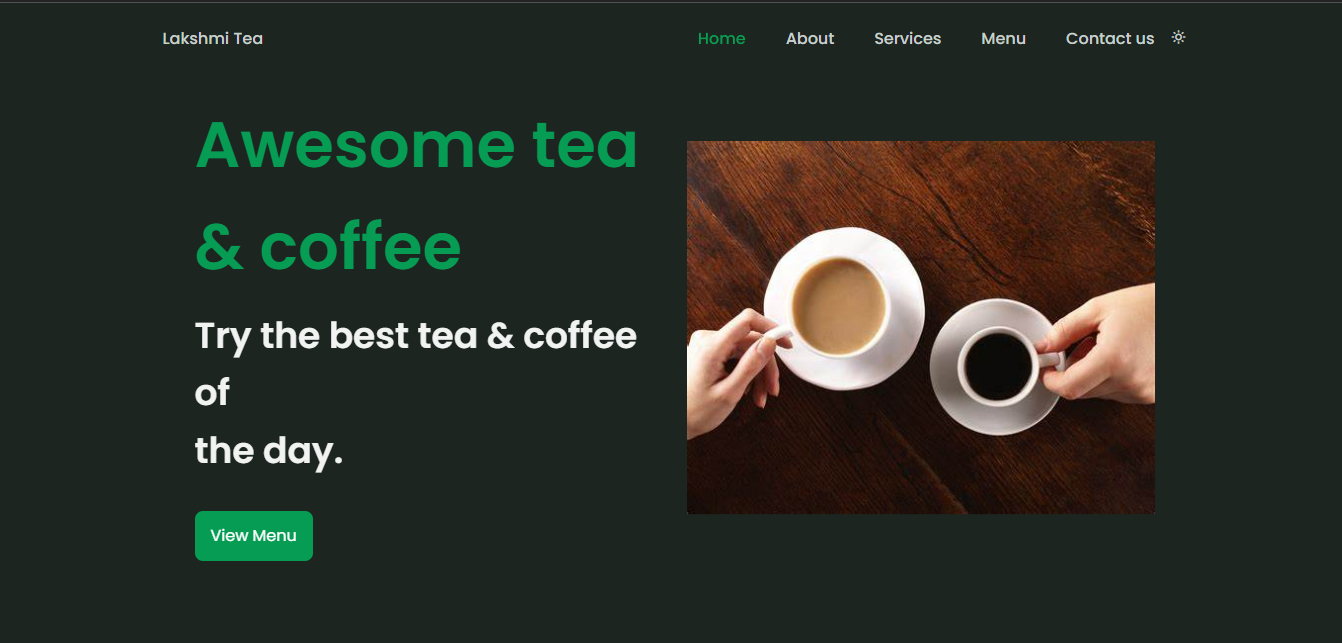 Lakshmi Tea
Home About Services Menu Contact us
Awesome tea
& coffee
Try the best tea & coffee
of
the day.
View Menu